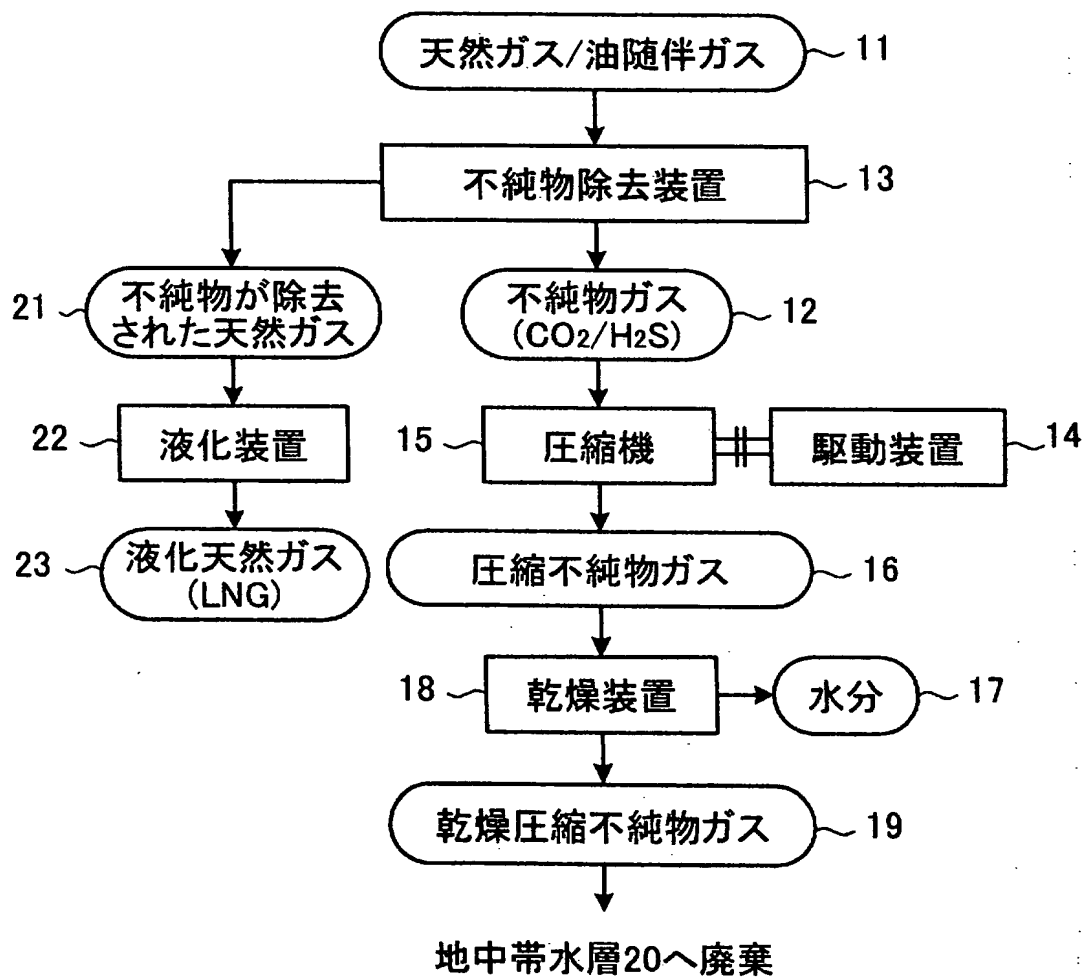 天然ガス/油随伴ガス
11
不純物除去装置
13
21
不純物が除去
された天然ガス
不純物ガス
(CO2/H2S)
12
22
液化装置
15
圧縮機
駆動装置
14
23
液化天然ガス
(LNG)
圧縮不純物ガス
16
18
乾燥装置
水分
17
乾燥圧縮不純物ガス
19
地中帯水層20へ廃棄